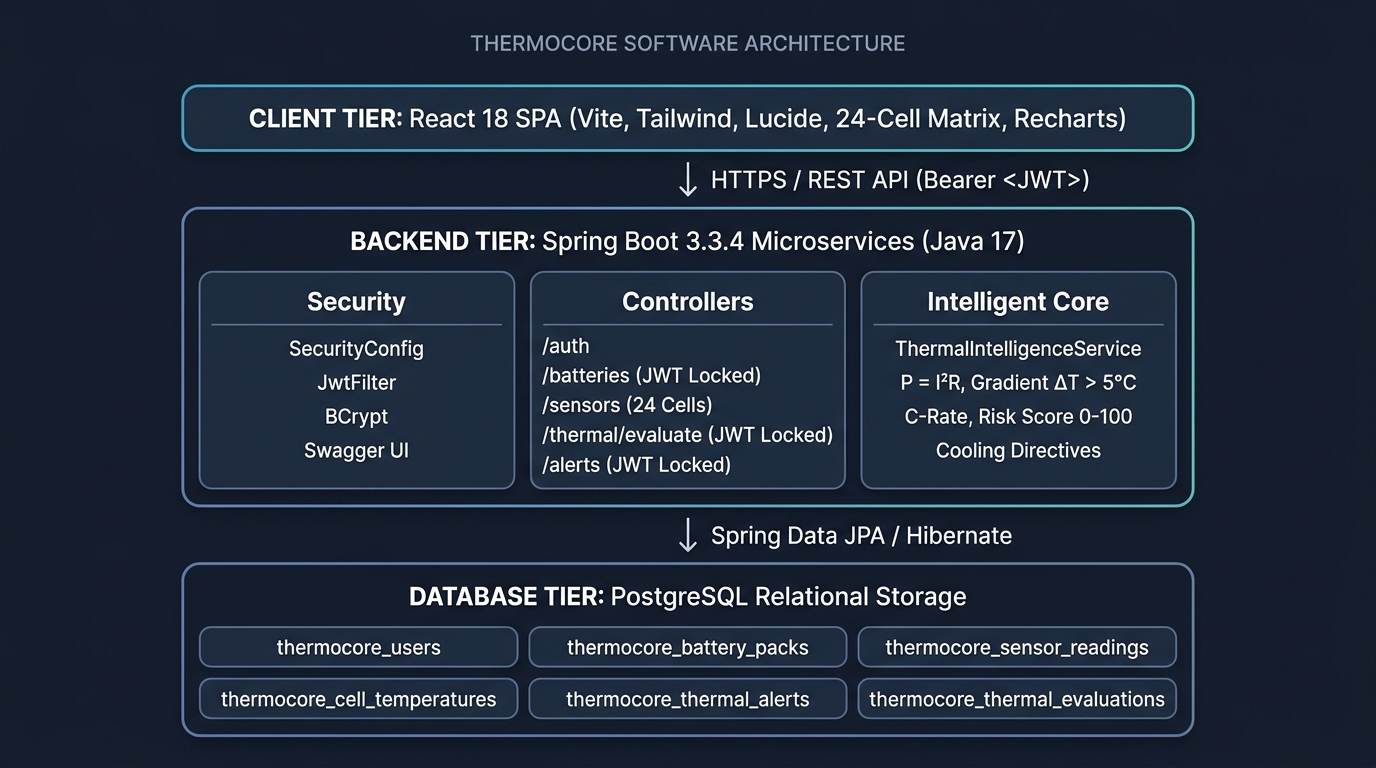 THERMOCORE SOFTWARE ARCHITECTURE
CLIENT TIER: React 18 SPA (Vite, Tailwind, Lucide, 24-Cell Matrix, Recharts)
HTTPS / REST API (Bearer <JWT>)
BACKEND TIER: Spring Boot 3.3.4 Microservices (Java 17)
Security
SecurityConfig
JwtFilter
BCrypt
Swagger UI
Controllers
/auth
/batteries (JWT Locked)
/sensors (24 Cells)
/thermal/evaluate (JWT Locked)
/alerts (JWT Locked)
Intelligent Core
ThermalIntelligenceService
P = I²R, Gradient ΔT > 5°C
C-Rate, Risk Score 0-100
Cooling Directives
Spring Data JPA / Hibernate
DATABASE TIER: PostgreSQL Relational Storage
thermocore_users
thermocore_battery_packs
thermocore_sensor_readings
thermocore_cell_temperatures
thermocore_thermal_alerts
thermocore_thermal_evaluations